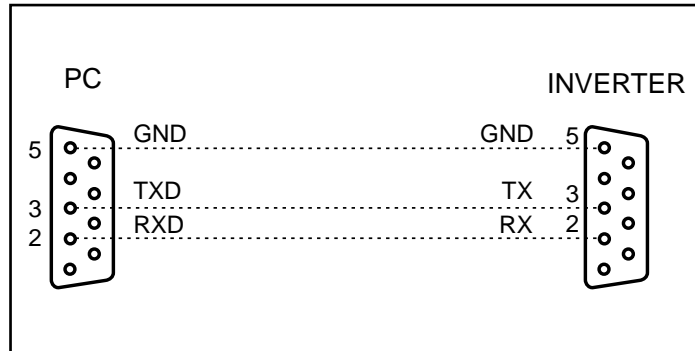 PC
INVERTER
5 GND GND 5
3 TXD TX 3
2 RXD RX 2